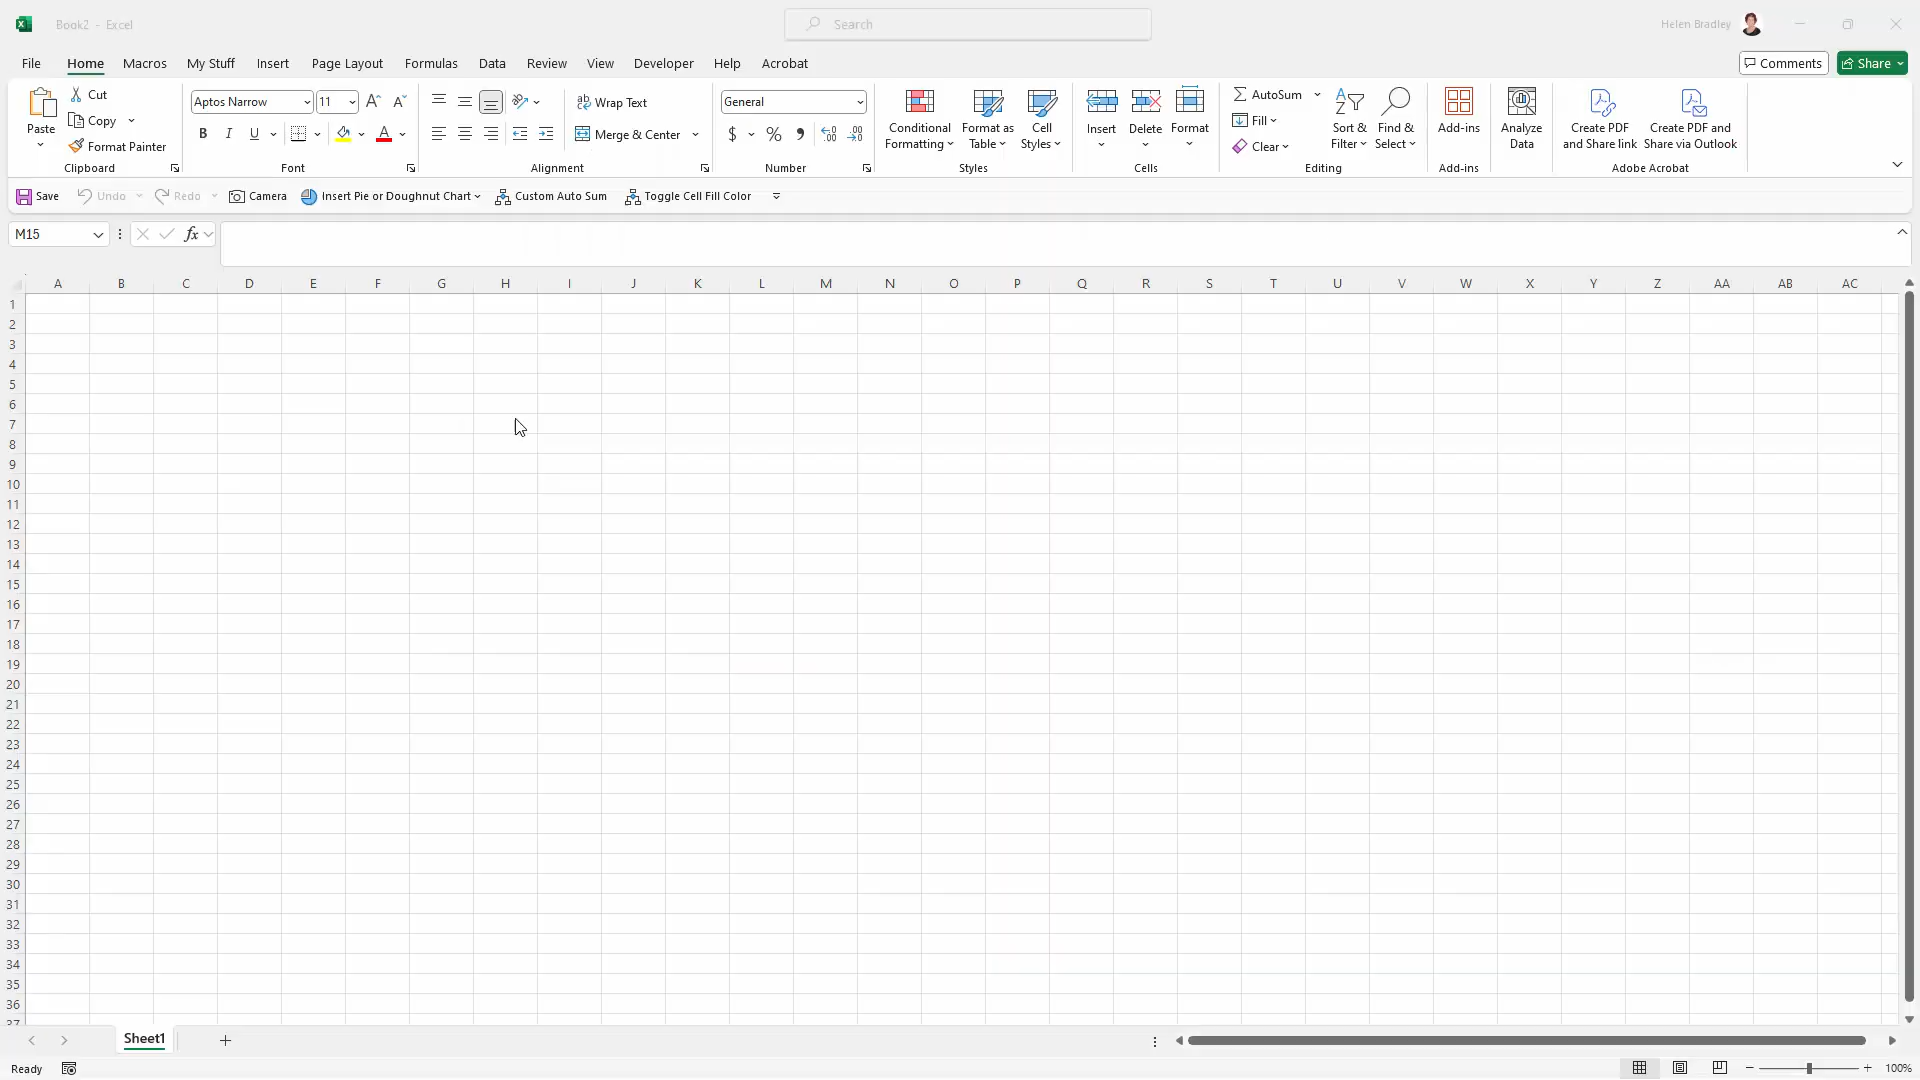 Book2 - Excel
Search
Helen Bradley
File Home Macros My Stuff Insert Page Layout Formulas Data Review View Developer Help Acrobat
Comments Share
Paste
Cut
Copy
Format Painter
Clipboard
Aptos Narrow 11
B I U
Font
ab Wrap Text
Merge & Center
Alignment
General
$ % ,
Number
Conditional Formatting
Format as Table
Cell Styles
Styles
Insert
Delete
Format
Cells
AutoSum
Fill
Clear
Sort & Filter
Find & Select
Editing
Add-ins
Add-ins
Analyze Data
Create PDF and Share link
Create PDF and Share via Outlook
Adobe Acrobat
Save Undo Redo Camera Insert Pie or Doughnut Chart Custom Auto Sum Toggle Cell Fill Color
M15 fx
A B C D E F G H I J K L M N O P Q R S T U V W X Y Z AA AB AC
1
2
3
4
5
6
7
8
9
10
11
12
13
14
15
16
17
18
19
20
21
22
23
24
25
26
27
28
29
30
31
32
33
34
35
36
37
Sheet1
Ready
100%